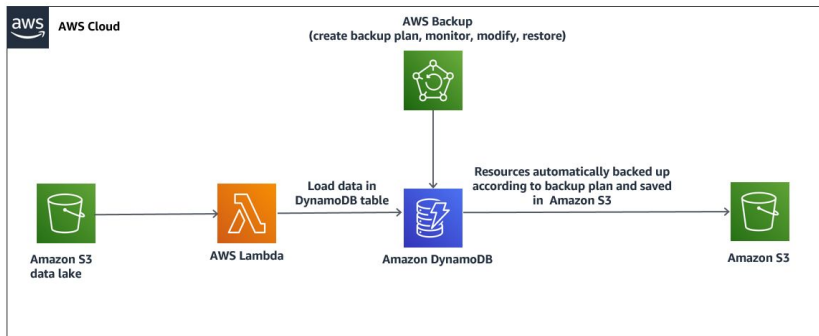 aws
AWS Cloud
AWS Backup
(create backup plan, monitor, modify, restore)
Load data in
DynamoDB table
Resources automatically backed up
according to backup plan and saved
in Amazon S3
Amazon S3
data lake
AWS Lambda
Amazon DynamoDB
Amazon S3